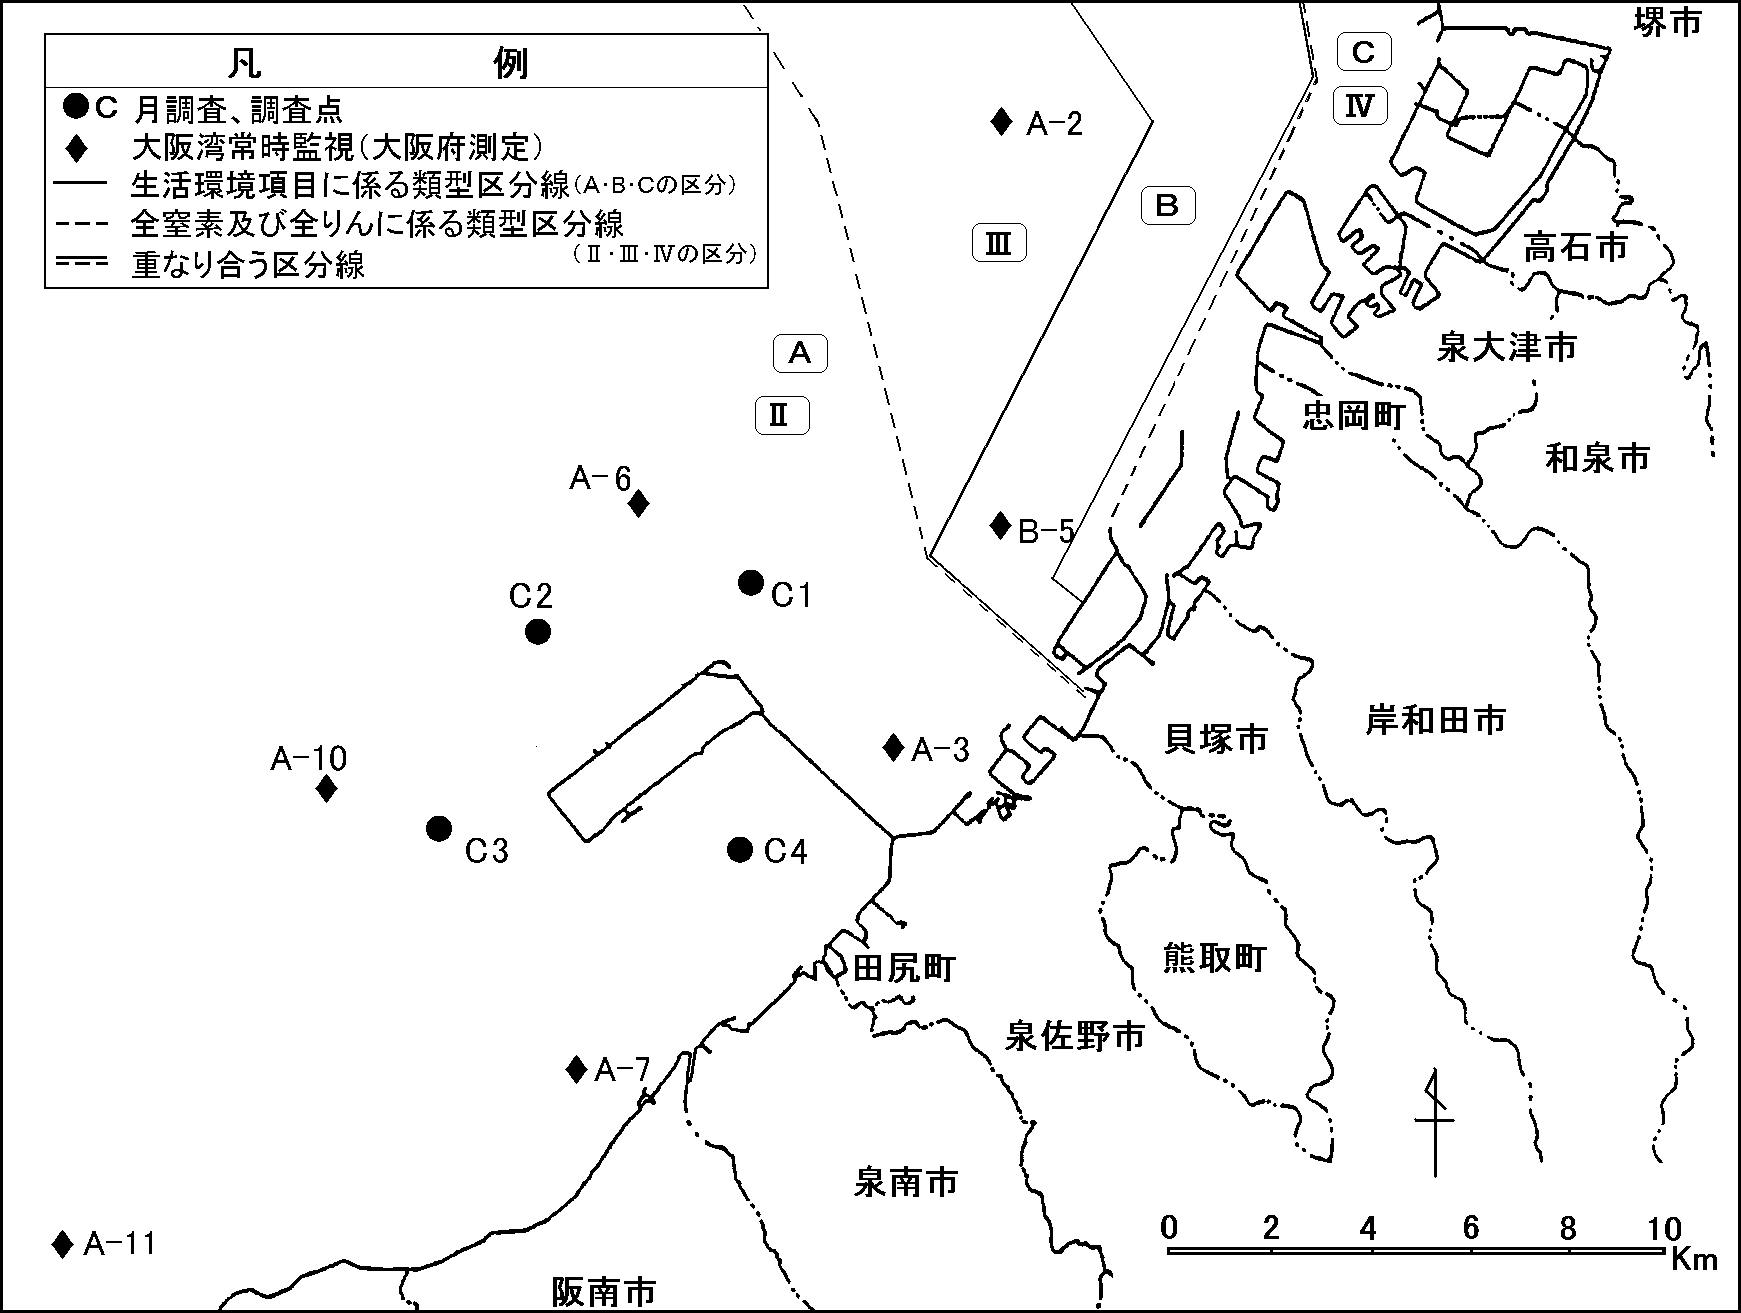 凡 例
C 月調査、調査点
大阪湾常時監視(大阪府測定)
生活環境項目に係る類型区分線(A・B・Cの区分)
全窒素及び全りんに係る類型区分線
(Ⅱ・Ⅲ・Ⅳの区分)
重なり合う区分線
堺市
C
Ⅳ
A-2
B
Ⅲ
高石市
A
泉大津市
Ⅱ
忠岡町
和泉市
A-6
B-5
C1
C2
岸和田市
貝塚市
A-3
A-10
C3
C4
熊取町
田尻町
泉佐野市
A-7
泉南市
0 2 4 6 8 10
Km
A-11
阪南市